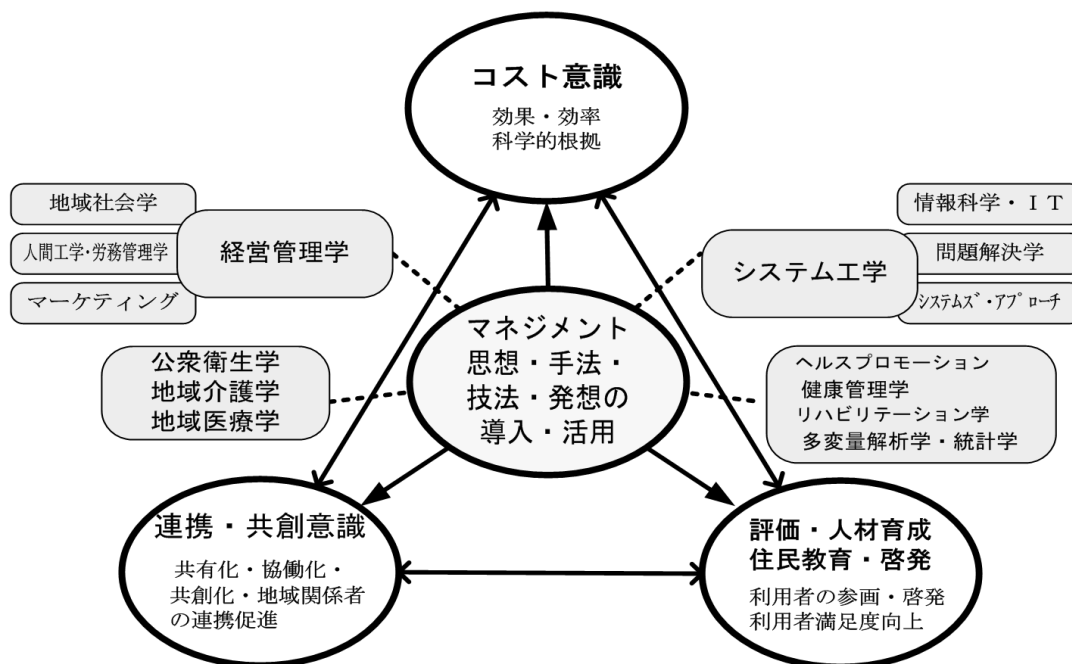 コスト意識
効果・効率
科学的根拠
地域社会学
人間工学・労務管理学
マーケティング
経営管理学
システム工学
情報科学・ＩＴ
問題解決学
システムズ・アプローチ
マネジメント
思想・手法・
技法・発想の
導入・活用
公衆衛生学
地域介護学
地域医療学
ヘルスプロモーション
健康管理学
リハビリテーション学
多変量解析学・統計学
連携・共創意識
共有化・協働化・
共創化・地域関係者
の連携促進
評価・人材育成
住民教育・啓発
利用者の参画・啓発
利用者満足度向上